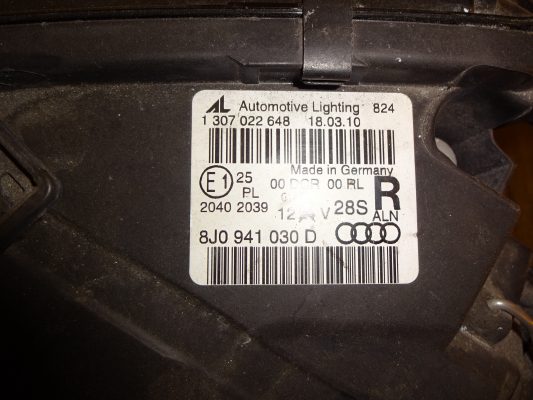 AL Automotive Lighting 824
1 307 022 648 18.03.10
Made in Germany
E1 25 00 DCR 00 RL R
PL
2040 2039 12 V 28S ALN
8J0 941 030 D